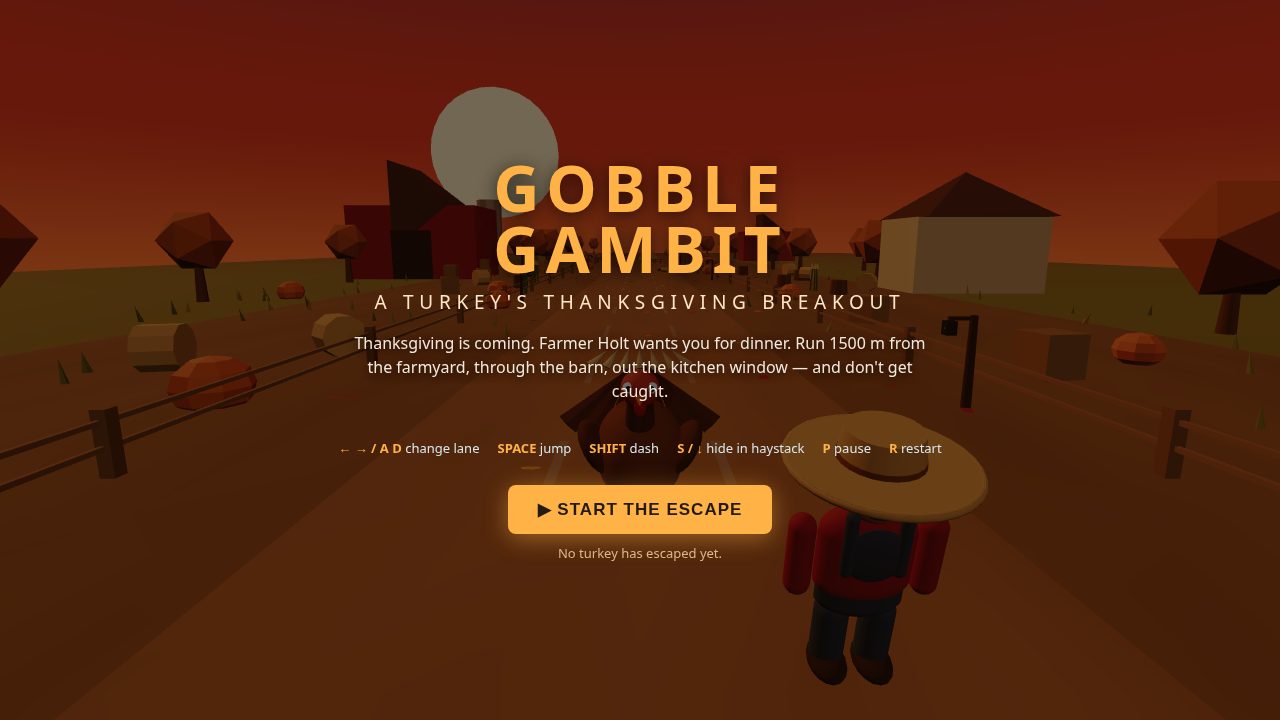 GOBBLE
GAMBIT
A TURKEY'S THANKSGIVING BREAKOUT
Thanksgiving is coming. Farmer Holt wants you for dinner. Run 1500 m from
the farmyard, through the barn, out the kitchen window — and don't get
caught.
← → / A D change lane SPACE jump SHIFT dash S / ↓ hide in haystack P pause R restart
▶ START THE ESCAPE
No turkey has escaped yet.